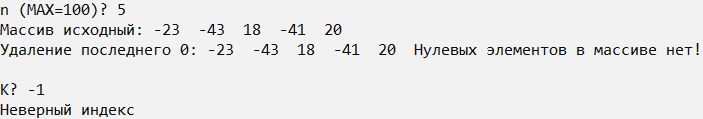 n (MAX=100)? 5
Массив исходный: -23  -43  18  -41  20
Удаление последнего 0: -23  -43  18  -41  20  Нулевых элементов в массиве нет!
K? -1
Неверный индекс